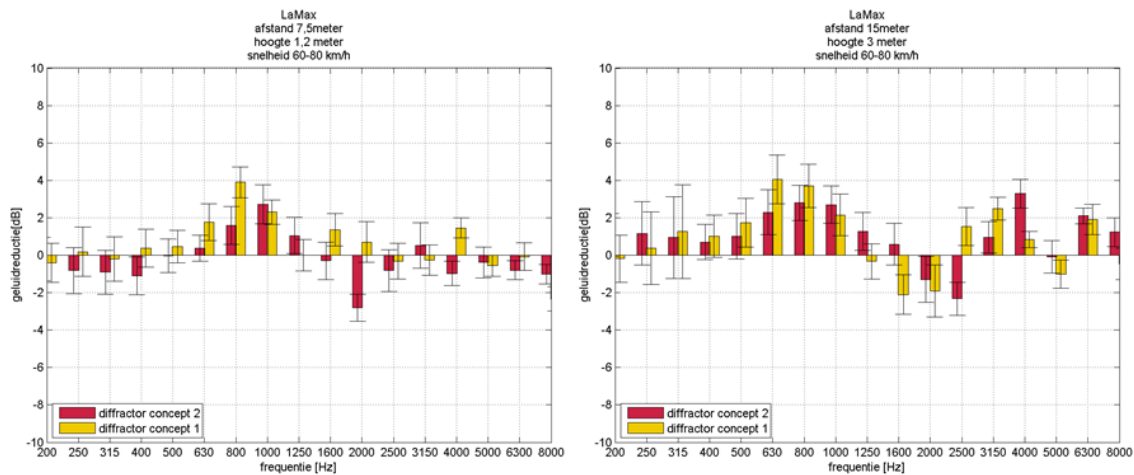 LaMax
afstand 7,5meter
hoogte 1,2 meter
snelheid 60-80 km/h
10
8
6
4
2
0
-2
-4
-6
-8
-10
geluidreductie[dB]
diffractor concept 2
diffractor concept 1
200 250 315 400 500 630 800 1000 1250 1600 2000 2500 3150 4000 5000 6300 8000
frequentie [Hz]
LaMax
afstand 15meter
hoogte 3 meter
snelheid 60-80 km/h
10
8
6
4
2
0
-2
-4
-6
-8
-10
geluidreductie[dB]
diffractor concept 2
diffractor concept 1
200 250 315 400 500 630 800 1000 1250 1600 2000 2500 3150 4000 5000 6300 8000
frequentie [Hz]